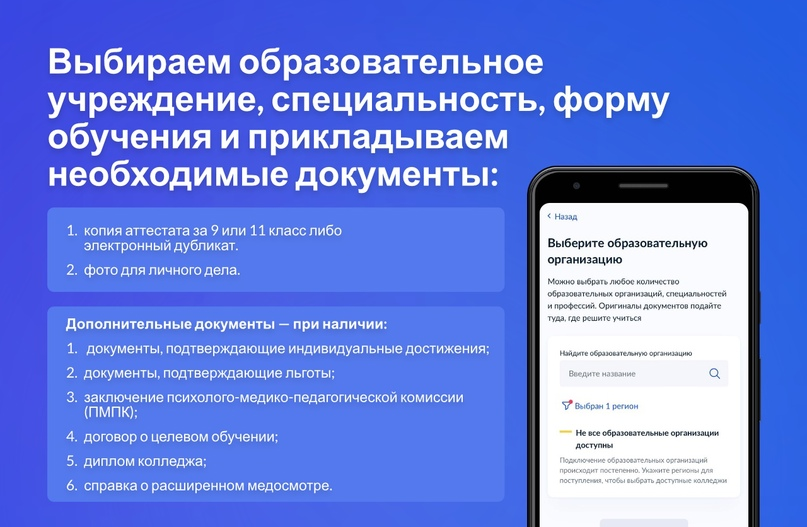 Выбираем образовательное
учреждение, специальность, форму
обучения и прикладываем
необходимые документы:
1. копия аттестата за 9 или 11 класс либо
электронный дубликат.
2. фото для личного дела.
Дополнительные документы — при наличии:
1. документы, подтверждающие индивидуальные достижения;
2. документы, подтверждающие льготы;
3. заключение психолого-медико-педагогической комиссии
(ПМПК);
4. договор о целевом обучении;
5. диплом колледжа;
6. справка о расширенном медосмотре.
Назад
Выберите образовательную
организацию
Можно выбрать любое количество
образовательных организаций, специальностей
и профессий. Оригиналы документов подайте
туда, где решите учиться
Найдите образовательную организацию
Введите название
Выбран 1 регион
Не все образовательные организации
доступны
Подключение образовательных организаций
происходит постепенно. Укажите регионы для
поступления, чтобы выбрать доступные колледжи